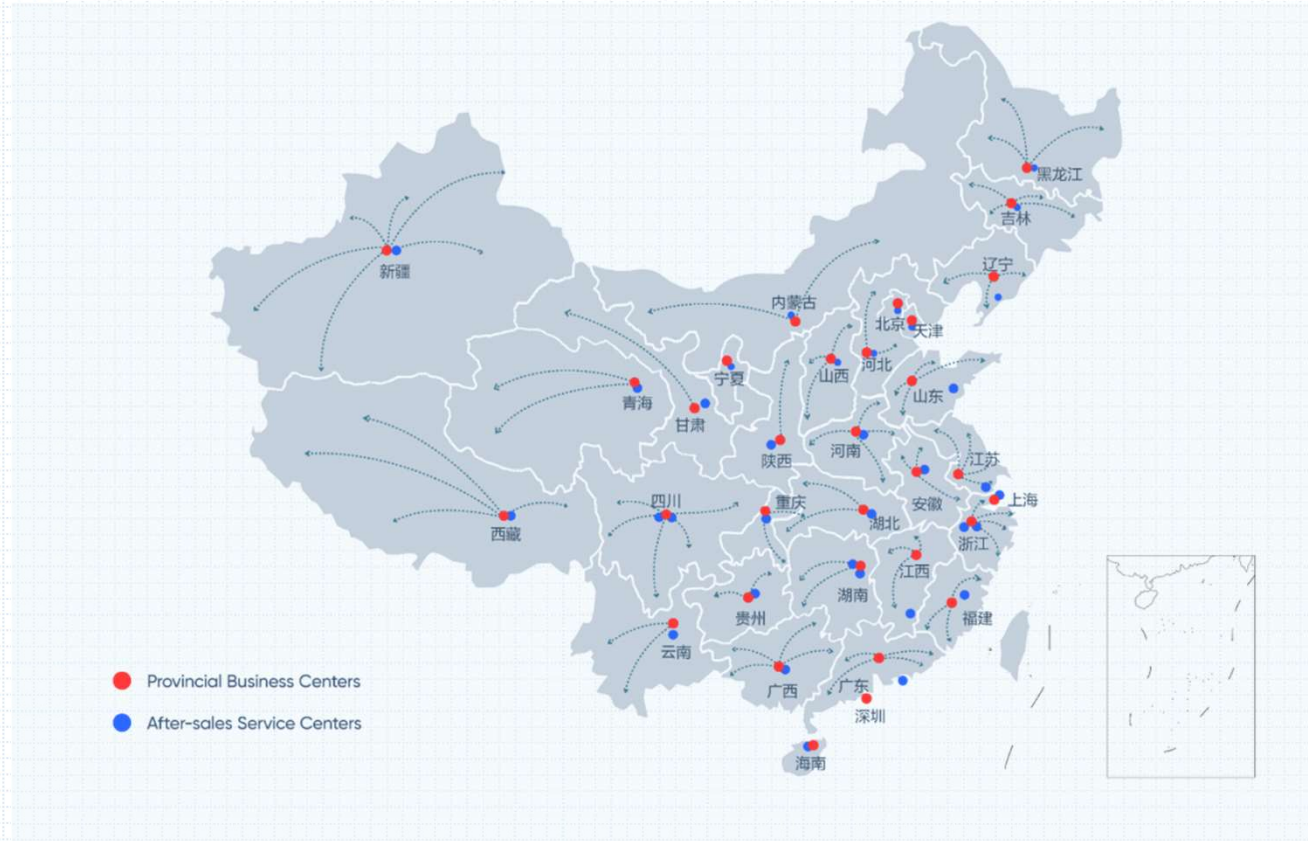 黑龙江
吉林
新疆
辽宁
内蒙古
北京
天津
宁夏
山西
河北
青海
甘肃
山东
陕西
河南
江苏
四川
重庆
安徽
上海
西藏
湖北
浙江
江西
湖南
贵州
福建
云南
广西
广东
深圳
海南
Provincial Business Centers
After-sales Service Centers